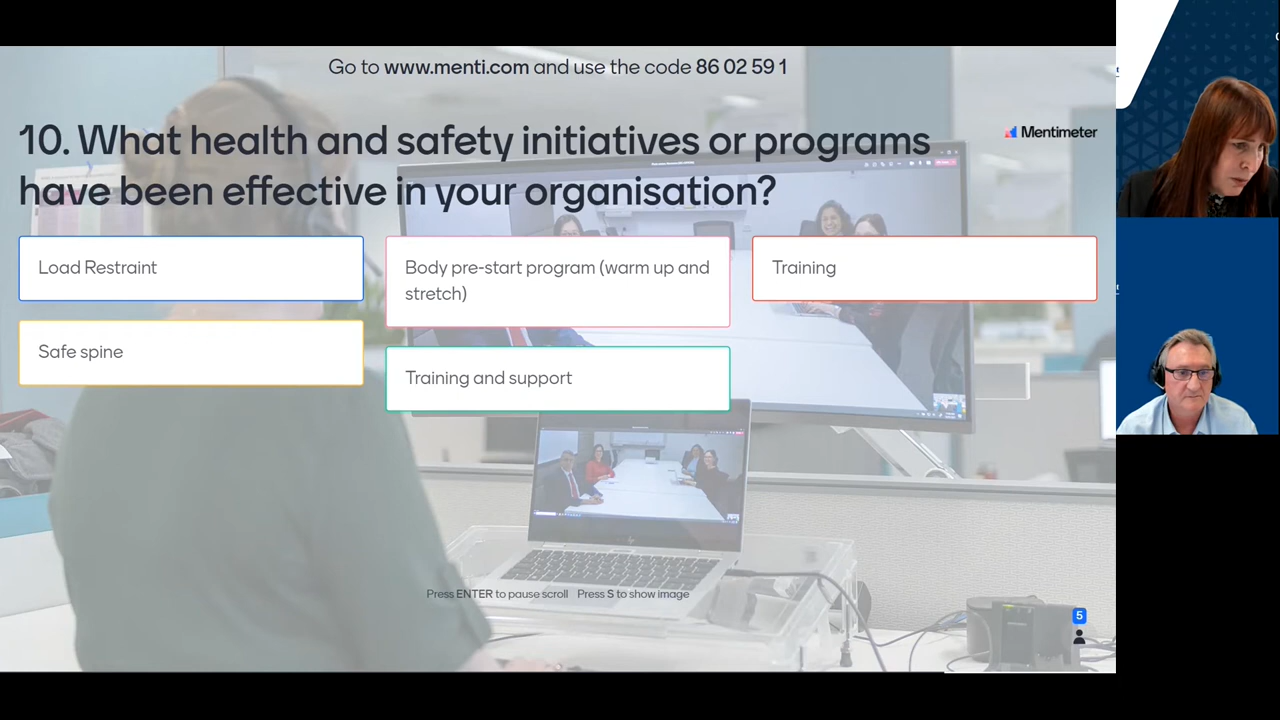 Go to www.menti.com and use the code 86 02 59 1
10. What health and safety initiatives or programs
have been effective in your organisation?
Mentimeter
Load Restraint
Body pre-start program (warm up and
stretch)
Training
Safe spine
Training and support
Press ENTER to pause scroll Press S to show image
5